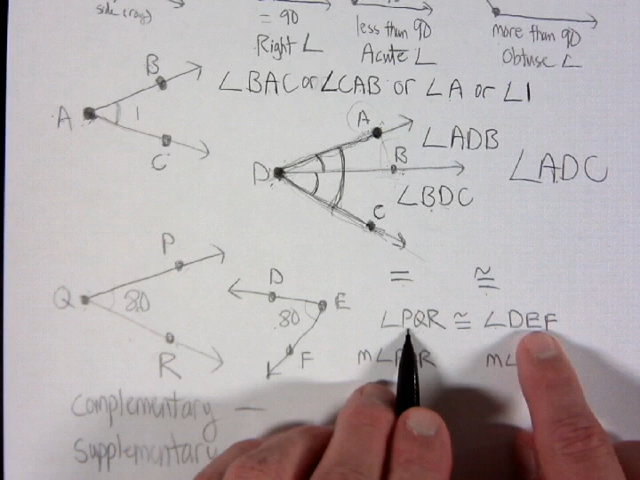 side (ray)
= 90
Right ∠
less than 90
Acute ∠
more than 90
Obtuse ∠
A
B
C
1
∠BAC or ∠CAB or ∠A or ∠1
A
D
B
C
∠ADB
∠BDC
∠ADC
Q
P
R
80
D
E
F
80
= ≅
∠PQR ≅ ∠DEF
m∠PQR m∠
Complementary —
Supplementary